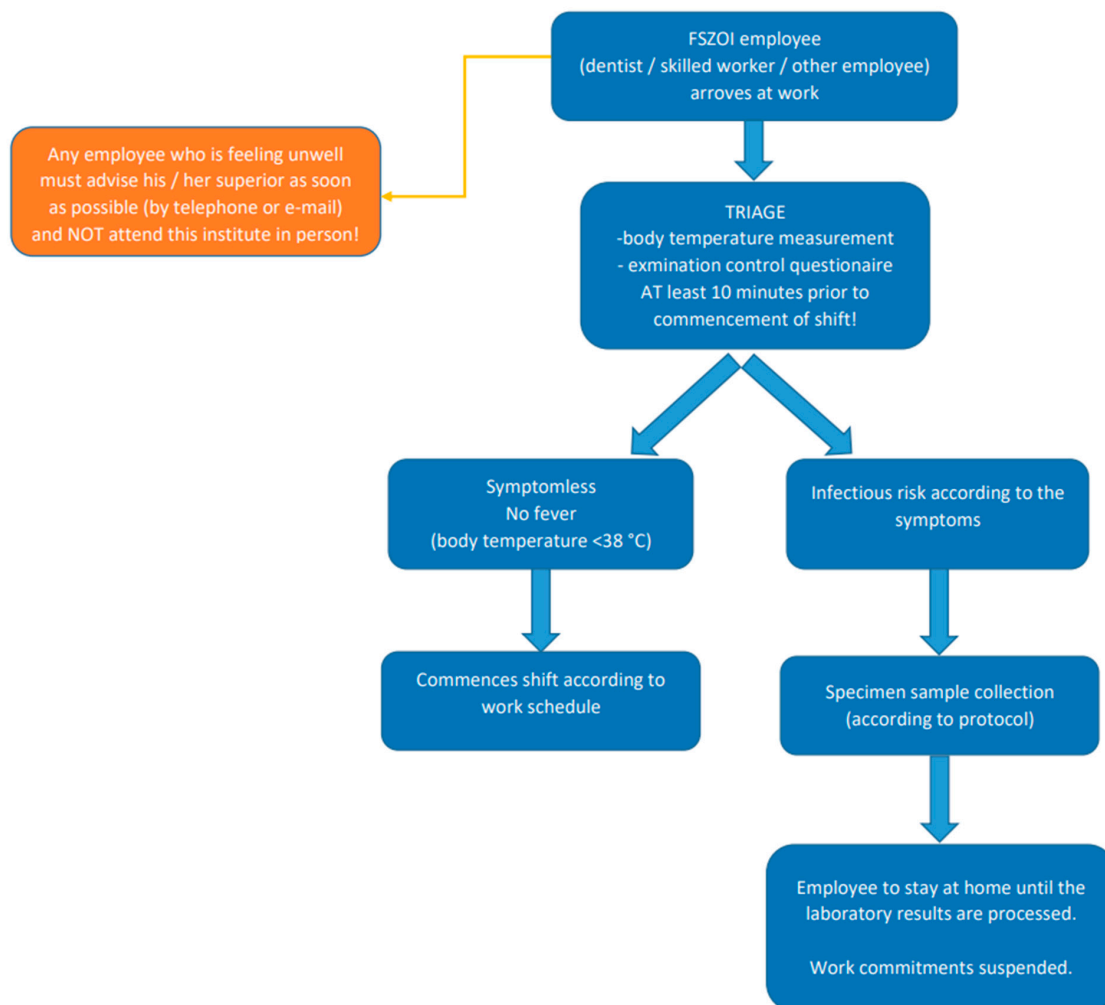 FSZOI employee
(dentist / skilled worker / other employee)
arroves at work
Any employee who is feeling unwell
must advise his / her superior as soon
as possible (by telephone or e-mail)
and NOT attend this institute in person!
TRIAGE
-body temperature measurement
- exmination control questionaire
AT least 10 minutes prior to
commencement of shift!
Symptomless
No fever
(body temperature <38 °C)
Infectious risk according to the
symptoms
Commences shift according to
work schedule
Specimen sample collection
(according to protocol)
Employee to stay at home until the
laboratory results are processed.
Work commitments suspended.